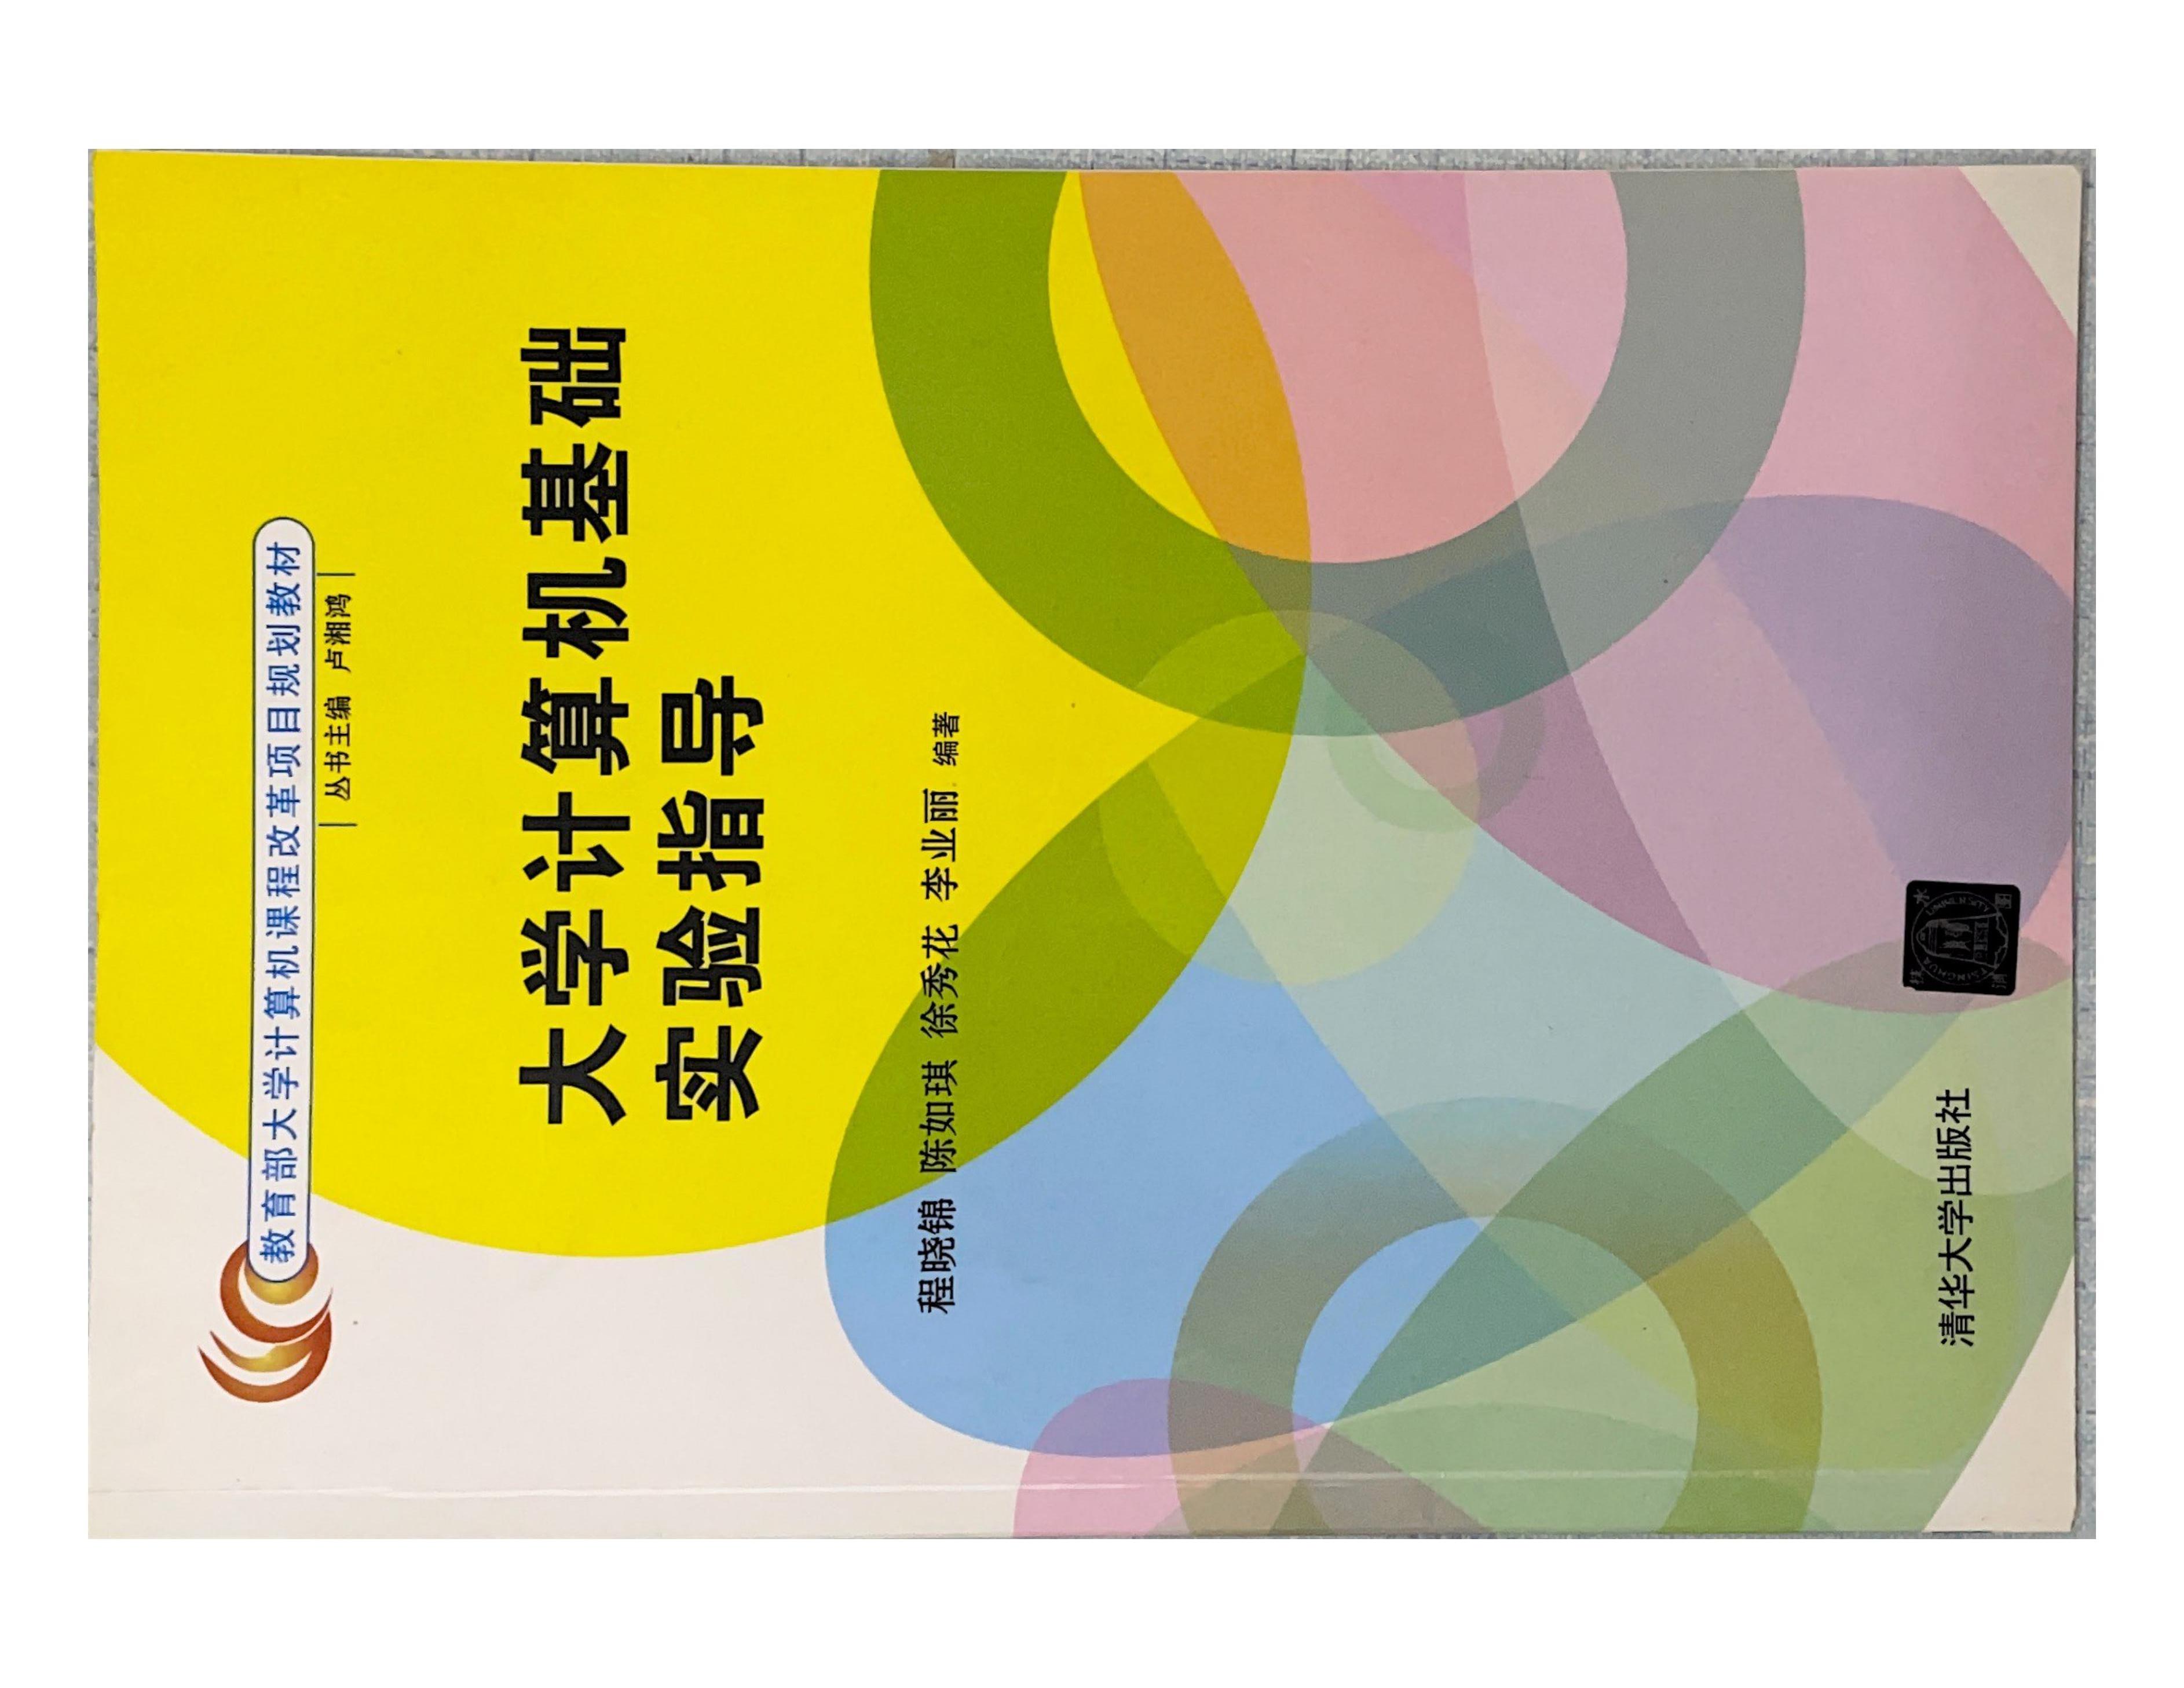 教育部大学计算机课程改革项目规划教材
丛书主编 卢湘鸿
大学计算机基础
实验指导
程晓锦 陈如琪 徐秀花 李业丽 编著
清华大学出版社